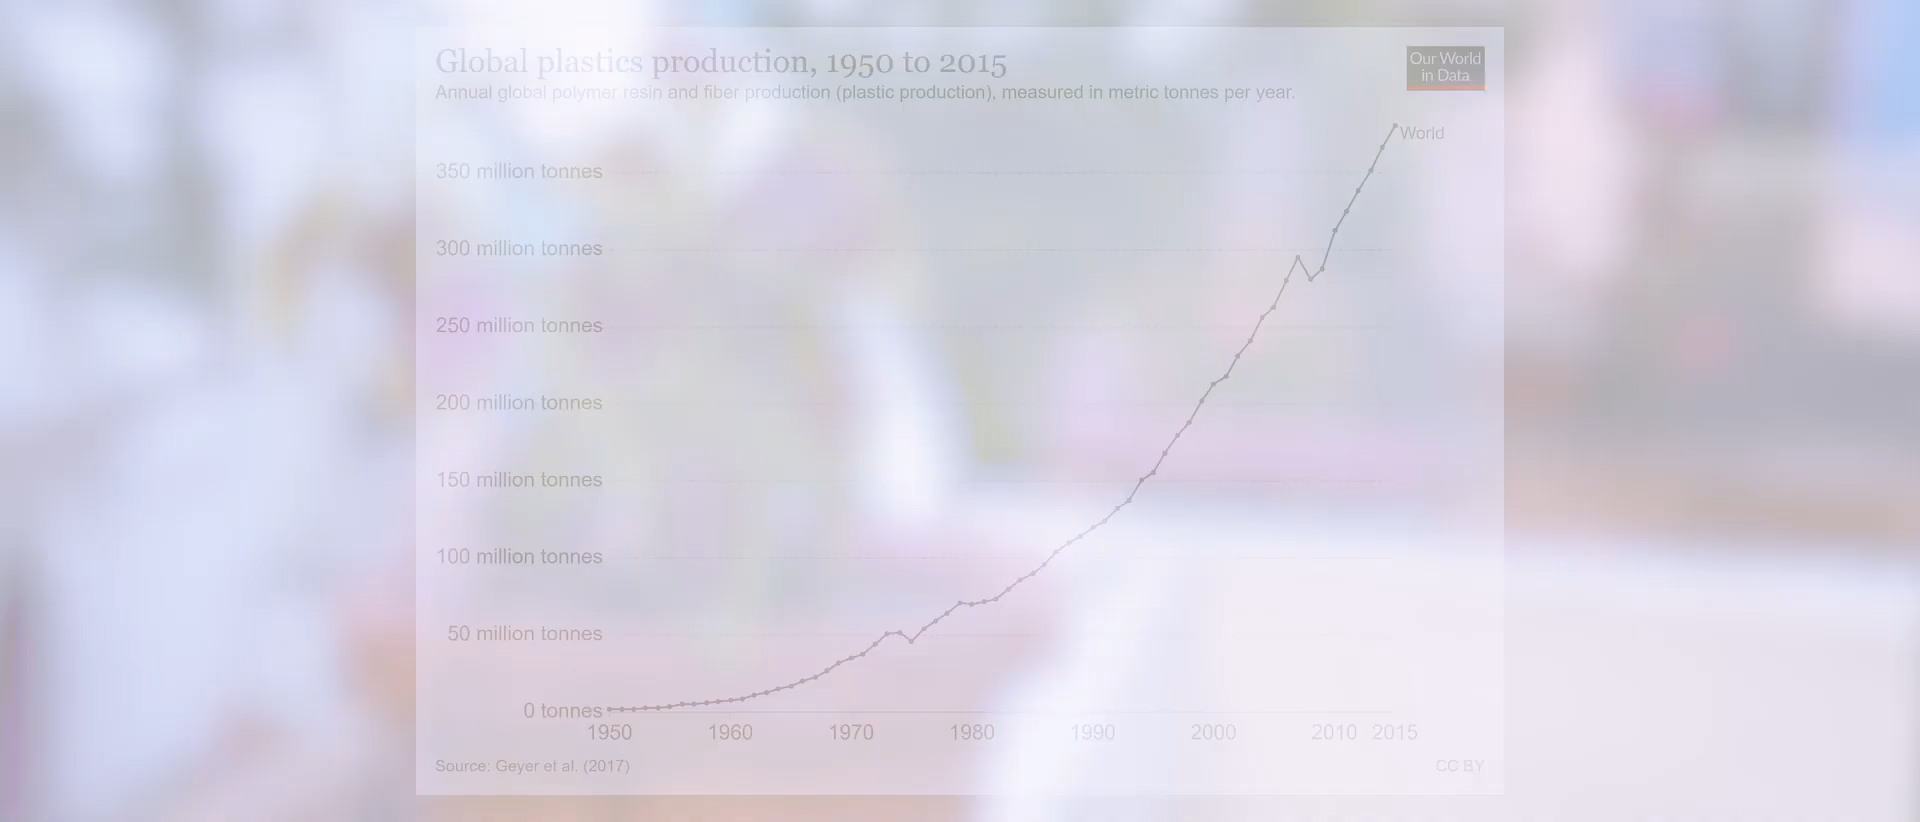 Global plastics production, 1950 to 2015
Our World
in Data
Annual global polymer resin and fiber production (plastic production), measured in metric tonnes per year.
World
350 million tonnes
300 million tonnes
250 million tonnes
200 million tonnes
150 million tonnes
100 million tonnes
50 million tonnes
0 tonnes
1950 1960 1970 1980 1990 2000 2010 2015
Source: Geyer et al. (2017)
CC BY